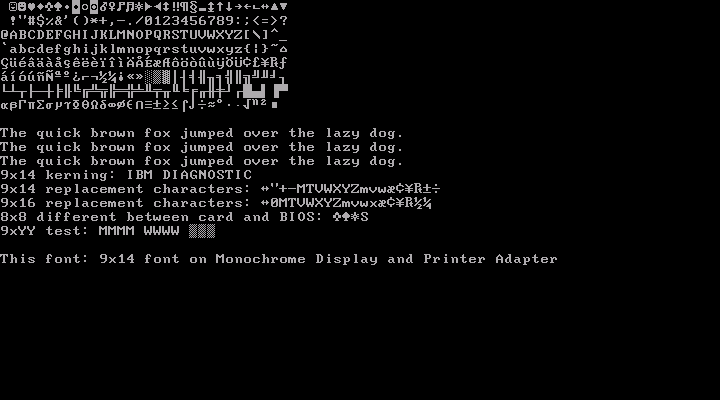 ☺☻♥♦♣♠•◘○◙♂♀♪♫☼►◄↕‼¶§▬↨↑↓→←∟↔▲▼
!"#$%&'()*+,-./0123456789:;<=>?
@ABCDEFGHIJKLMNOPQRSTUVWXYZ[\]^_
`abcdefghijklmnopqrstuvwxyz{¦}~⌂
ÇüéâäàåçêëèïîìÄÅÉæÆôöòûùÿÖÜ¢£¥₧ƒ
áíóúñÑªº¿⌐¬½¼¡«»░▒▓│┤╡╢╖╕╣║╗╝╜╛┐
└┴┬├─┼╞╟╚╔╩╦╠═╬╧╨╤╥╙╘╒╓╫╪┘┌█▄▌▐▀
αβΓπΣσµτΦΘΩδ∞φε∩≡±≥≤⌠⌡÷≈°∙·√ⁿ²■
The quick brown fox jumped over the lazy dog.
The quick brown fox jumped over the lazy dog.
The quick brown fox jumped over the lazy dog.
9x14 kerning: IBM DIAGNOSTIC
9x14 replacement characters: ↔"+-MTVWXYZmvwæ¢¥₧±÷
9x16 replacement characters: ↔0MTVWXYZmvwxæ¢¥₧½¼
8x8 different between card and BIOS: ♦♠*S
9xYY test: MMMM WWWW ▒▒▒
This font: 9x14 font on Monochrome Display and Printer Adapter